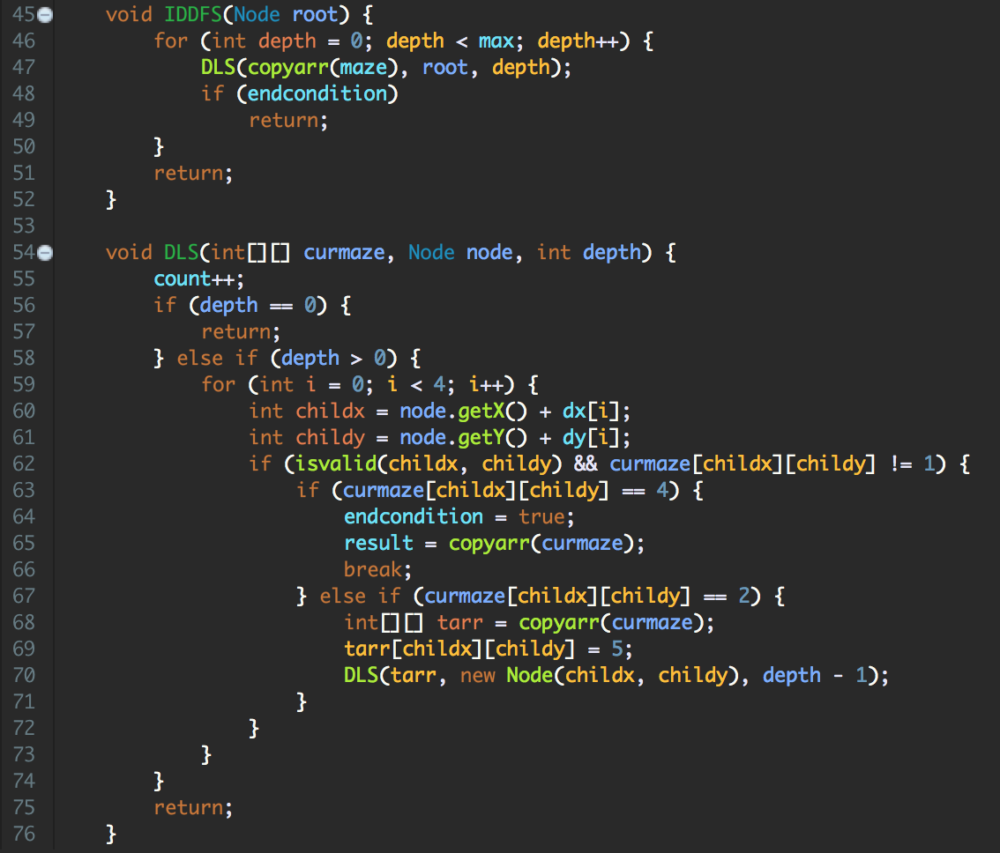 45 void IDDFS(Node root) {
46 for (int depth = 0; depth < max; depth++) {
47 DLS(copyarr(maze), root, depth);
48 if (endcondition)
49 return;
50 }
51 return;
52 }
53
54 void DLS(int[][] curmaze, Node node, int depth) {
55 count++;
56 if (depth == 0) {
57 return;
58 } else if (depth > 0) {
59 for (int i = 0; i < 4; i++) {
60 int childx = node.getX() + dx[i];
61 int childy = node.getY() + dy[i];
62 if (isvalid(childx, childy) && curmaze[childx][childy] != 1) {
63 if (curmaze[childx][childy] == 4) {
64 endcondition = true;
65 result = copyarr(curmaze);
66 break;
67 } else if (curmaze[childx][childy] == 2) {
68 int[][] tarr = copyarr(curmaze);
69 tarr[childx][childy] = 5;
70 DLS(tarr, new Node(childx, childy), depth - 1);
71 }
72 }
73 }
74 }
75 return;
76 }